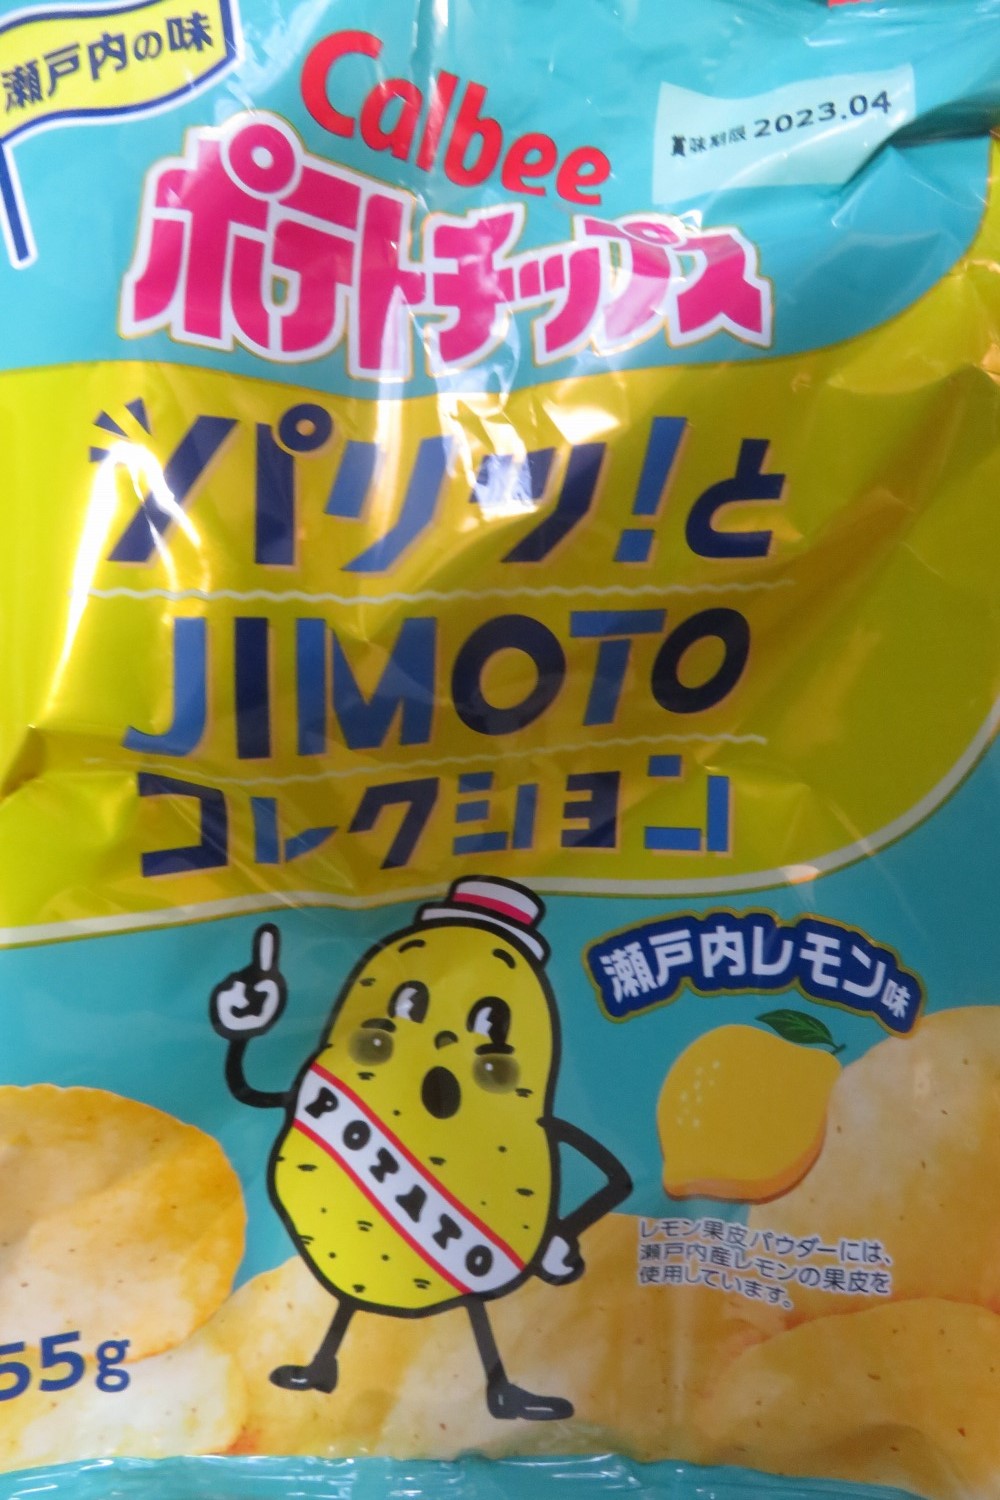 瀬戸内の味
Calbee
賞味期限 2023.04
ポテトチップス
パリッ!と
JIMOTO
コレクション
瀬戸内レモン味
POTATO
レモン果皮パウダーには、
瀬戸内産レモンの果皮を
使用しています。
55g